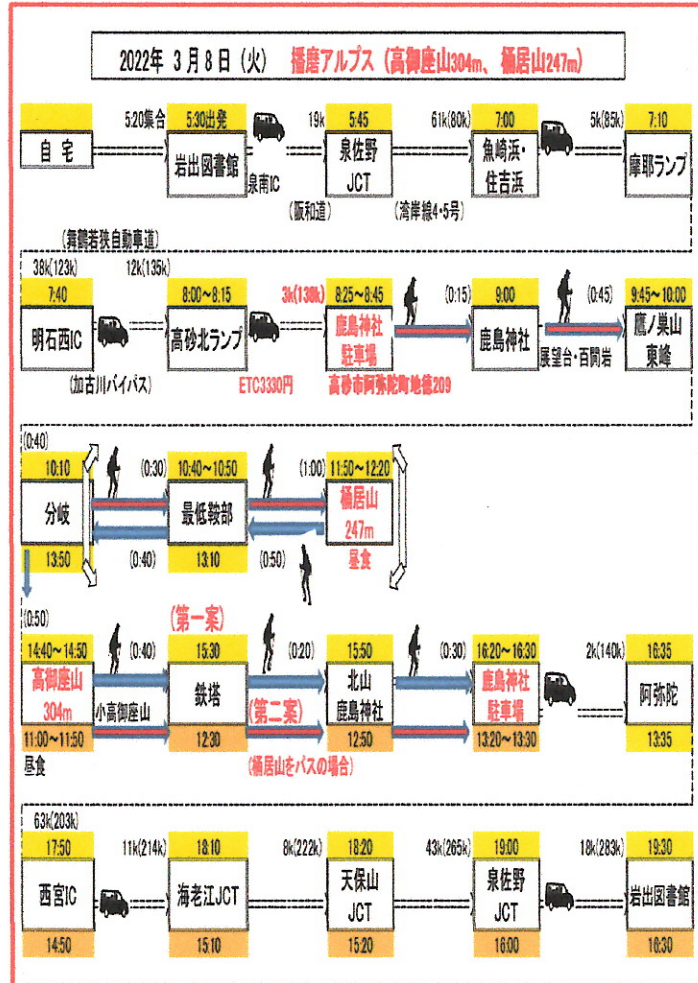 2022年 3月8日（火） 播磨アルプス（高御座山304m、桶居山247m）
5:20集合 5:30出発 19k 5:45 61k(80k) 7:00 5k(85k) 7:10
自 宅 岩出図書館 泉佐野JCT 魚崎浜・住吉浜 摩耶ランプ
泉南IC (阪和道) (湾岸線4・5号)
(舞鶴若狭自動車道)
38k(123k) 12k(135k)
7:40 8:00～8:15 3k(138k) 8:25～8:45 (0:15) 9:00 (0:45) 9:45～10:00
明石西IC 高砂北ランプ 鹿島神社駐車場 鹿島神社 鷹ノ巣山東峰
展望台・百間岩
(加古川バイパス) ETC3330円 高砂市阿弥陀町地徳209
(0:40)
10:10 (0:30) 10:40～10:50 (1:00) 11:50～12:20
分岐 最低鞍部 桶居山247m
13:50 (0:40) 13:10 (0:50) 昼食
(0:50) (第一案)
14:40～14:50 (0:40) 15:30 (0:20) 15:50 (0:30) 16:20～16:30 2k(140k) 16:35
高御座山304m 小高御座山 鉄塔 (第二案) 北山鹿島神社 鹿島神社駐車場 阿弥陀
11:00～11:50 12:30 12:50 13:20～13:30 13:35
昼食 (桶居山をパスの場合)
63k(203k)
17:50 11k(214k) 18:10 8k(222k) 18:20 43k(265k) 19:00 18k(283k) 19:30
西宮IC 海老江JCT 天保山JCT 泉佐野JCT 岩出図書館
14:50 15:10 15:20 16:00 16:30